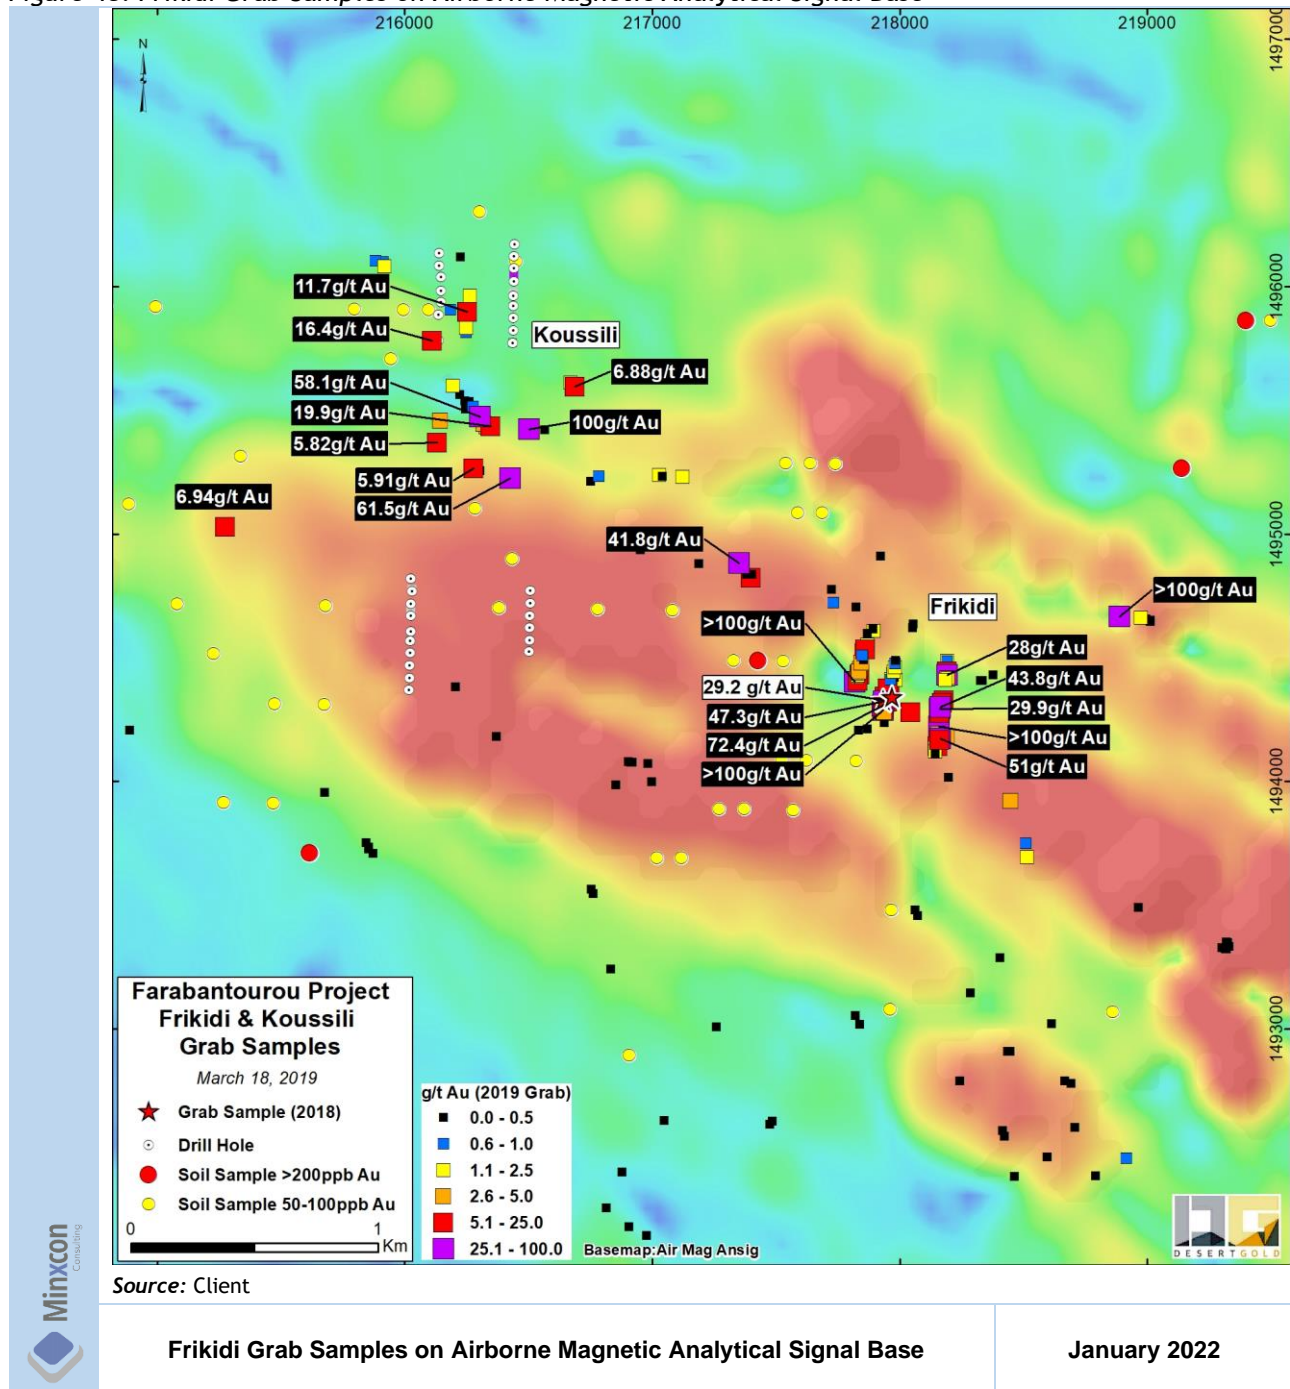 216000
217000
218000
219000
1497000
N
11.7g/t Au
1496000
16.4g/t Au
Koussili
58.1g/t Au
6.88g/t Au
19.9g/t Au
100g/t Au
5.82g/t Au
5.91g/t Au
6.94g/t Au
61.5g/t Au
41.8g/t Au
1495000
>100g/t Au
Frikidi
>100g/t Au
28g/t Au
29.2 g/t Au
43.8g/t Au
47.3g/t Au
29.9g/t Au
72.4g/t Au
>100g/t Au
>100g/t Au
51g/t Au
1494000
1493000
Farabantourou Project
Frikidi & Koussili
Grab Samples
March 18, 2019
Grab Sample (2018)
Drill Hole
Soil Sample >200ppb Au
Soil Sample 50-100ppb Au
0 1
Km
g/t Au (2019 Grab)
0.0 - 0.5
0.6 - 1.0
1.1 - 2.5
2.6 - 5.0
5.1 - 25.0
25.1 - 100.0
Basemap:Air Mag Ansig
DESERTGOLD
Minxcon
Consulting
Source: Client
Frikidi Grab Samples on Airborne Magnetic Analytical Signal Base
January 2022